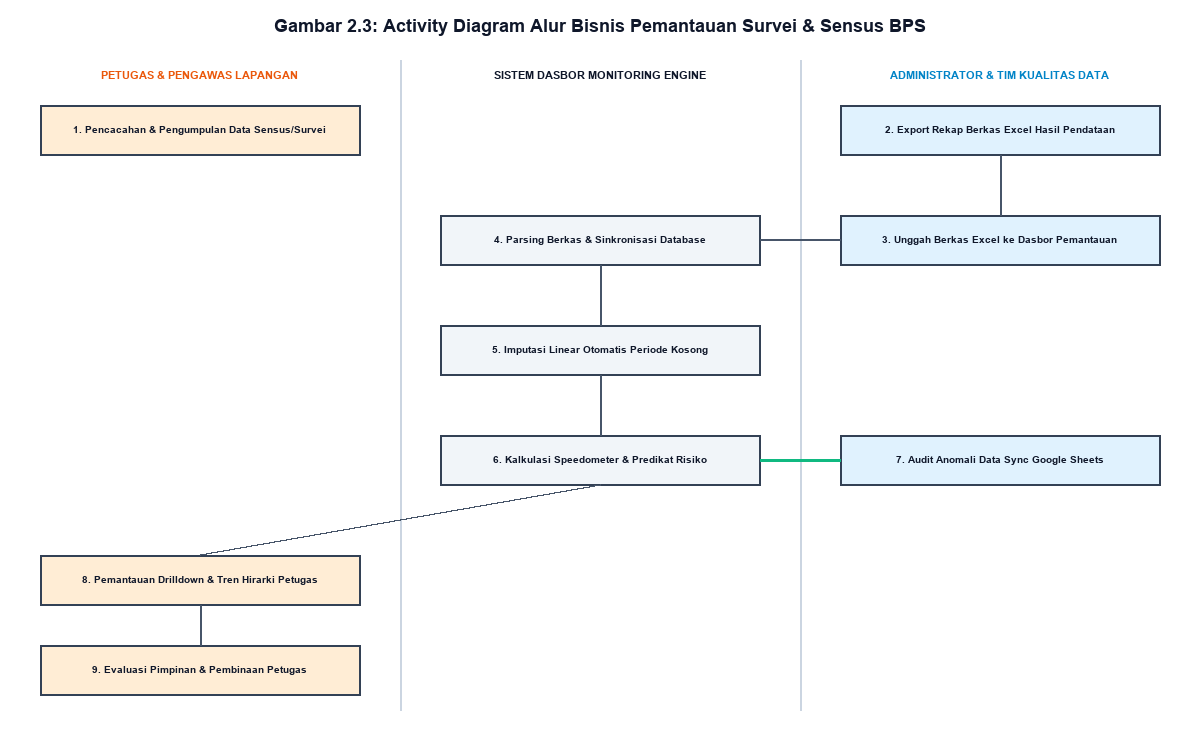 Gambar 2.3: Activity Diagram Alur Bisnis Pemantauan Survei & Sensus BPS
PETUGAS & PENGAWAS LAPANGAN
SISTEM DASBOR MONITORING ENGINE
ADMINISTRATOR & TIM KUALITAS DATA
1. Pencacahan & Pengumpulan Data Sensus/Survei
2. Export Rekap Berkas Excel Hasil Pendataan
4. Parsing Berkas & Sinkronisasi Database
3. Unggah Berkas Excel ke Dasbor Pemantauan
5. Imputasi Linear Otomatis Periode Kosong
6. Kalkulasi Speedometer & Predikat Risiko
7. Audit Anomali Data Sync Google Sheets
8. Pemantauan Drilldown & Tren Hirarki Petugas
9. Evaluasi Pimpinan & Pembinaan Petugas